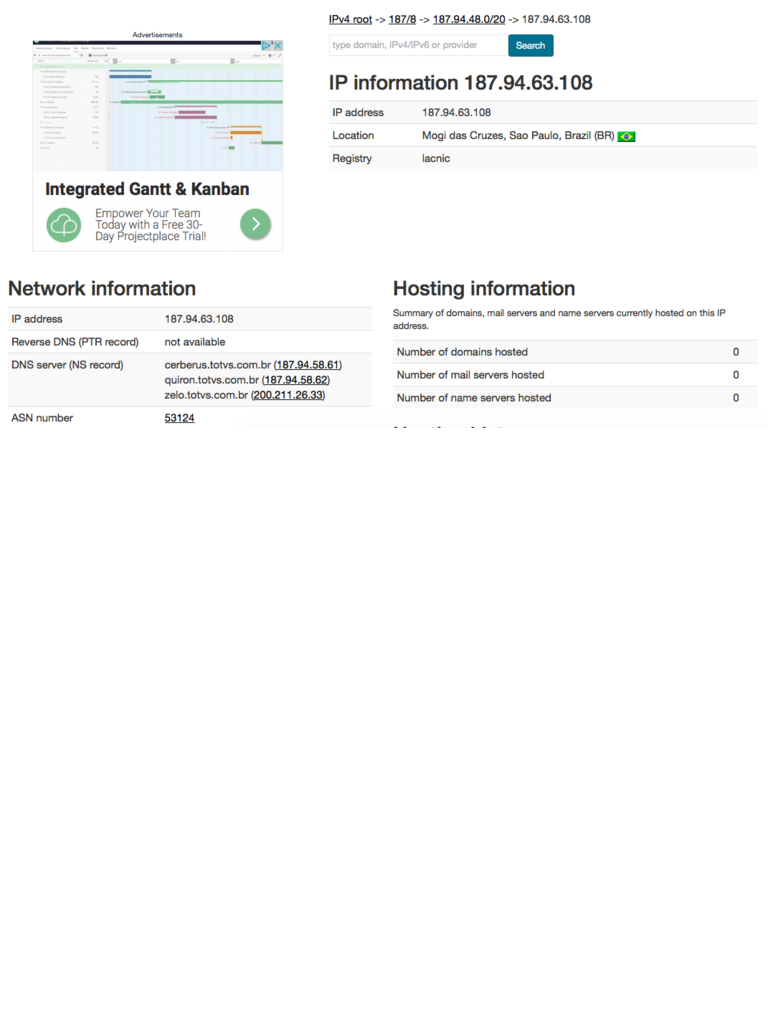 IPv4 root -> 187/8 -> 187.94.48.0/20 -> 187.94.63.108
Advertisements
type domain, IPv4/IPv6 or provider
Search
IP information 187.94.63.108
IP address 187.94.63.108
Location Mogi das Cruzes, Sao Paulo, Brazil (BR)
Registry lacnic
Integrated Gantt & Kanban
Empower Your Team
Today with a Free 30-
Day Projectplace Trial!
Network information
IP address 187.94.63.108
Reverse DNS (PTR record) not available
DNS server (NS record) cerberus.totvs.com.br (187.94.58.61)
quiron.totvs.com.br (187.94.58.62)
zelo.totvs.com.br (200.211.26.33)
ASN number 53124
Hosting information
Summary of domains, mail servers and name servers currently hosted on this IP
address.
Number of domains hosted 0
Number of mail servers hosted 0
Number of name servers hosted 0